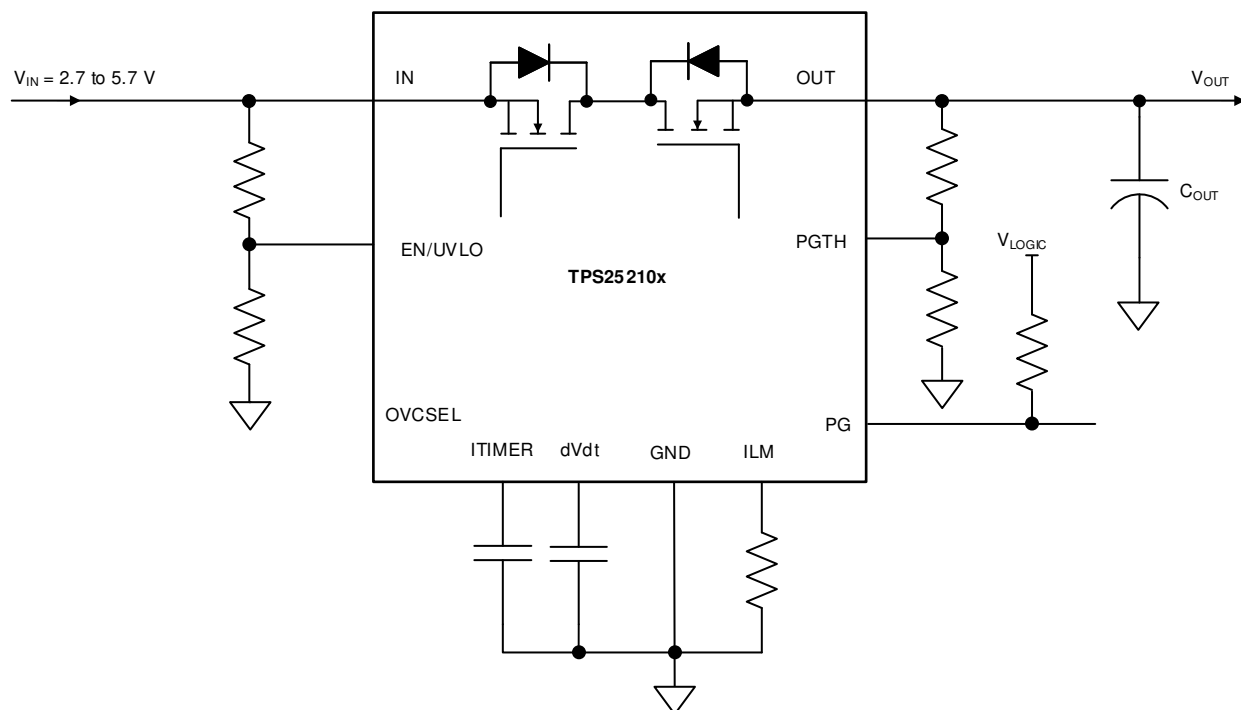 V_IN = 2.7 to 5.7 V
IN
OUT
V_OUT
C_OUT
EN/UVLO
PGTH
V_LOGIC
TPS25210x
OVCSEL
PG
ITIMER
dVdt
GND
ILM